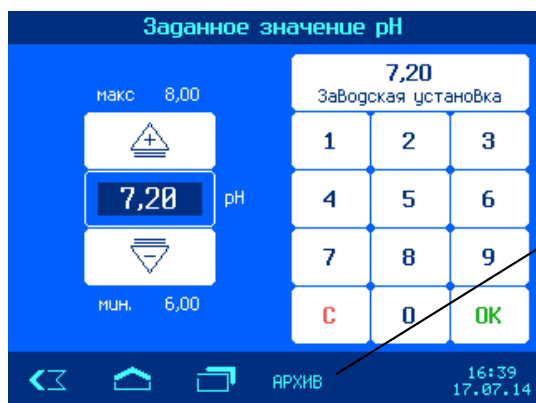 Заданное значение pH
макс 8,00
+
7,20 pH
−
мин. 6,00
7,20
Заводская установка
1 2 3
4 5 6
7 8 9
C 0 OK
АРХИВ
16:39
17.07.14